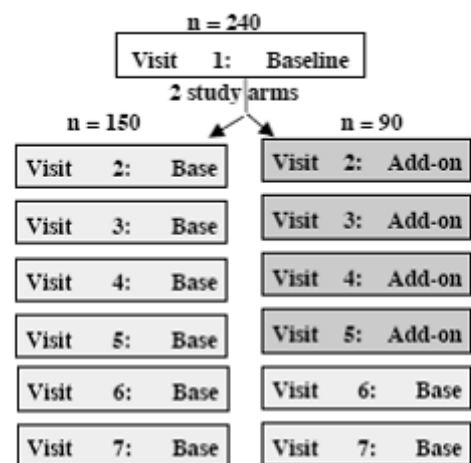 n = 240
Visit 1: Baseline
2 study arms
n = 150
n = 90
Visit 2: Base
Visit 2: Add-on
Visit 3: Base
Visit 3: Add-on
Visit 4: Base
Visit 4: Add-on
Visit 5: Base
Visit 5: Add-on
Visit 6: Base
Visit 6: Base
Visit 7: Base
Visit 7: Base